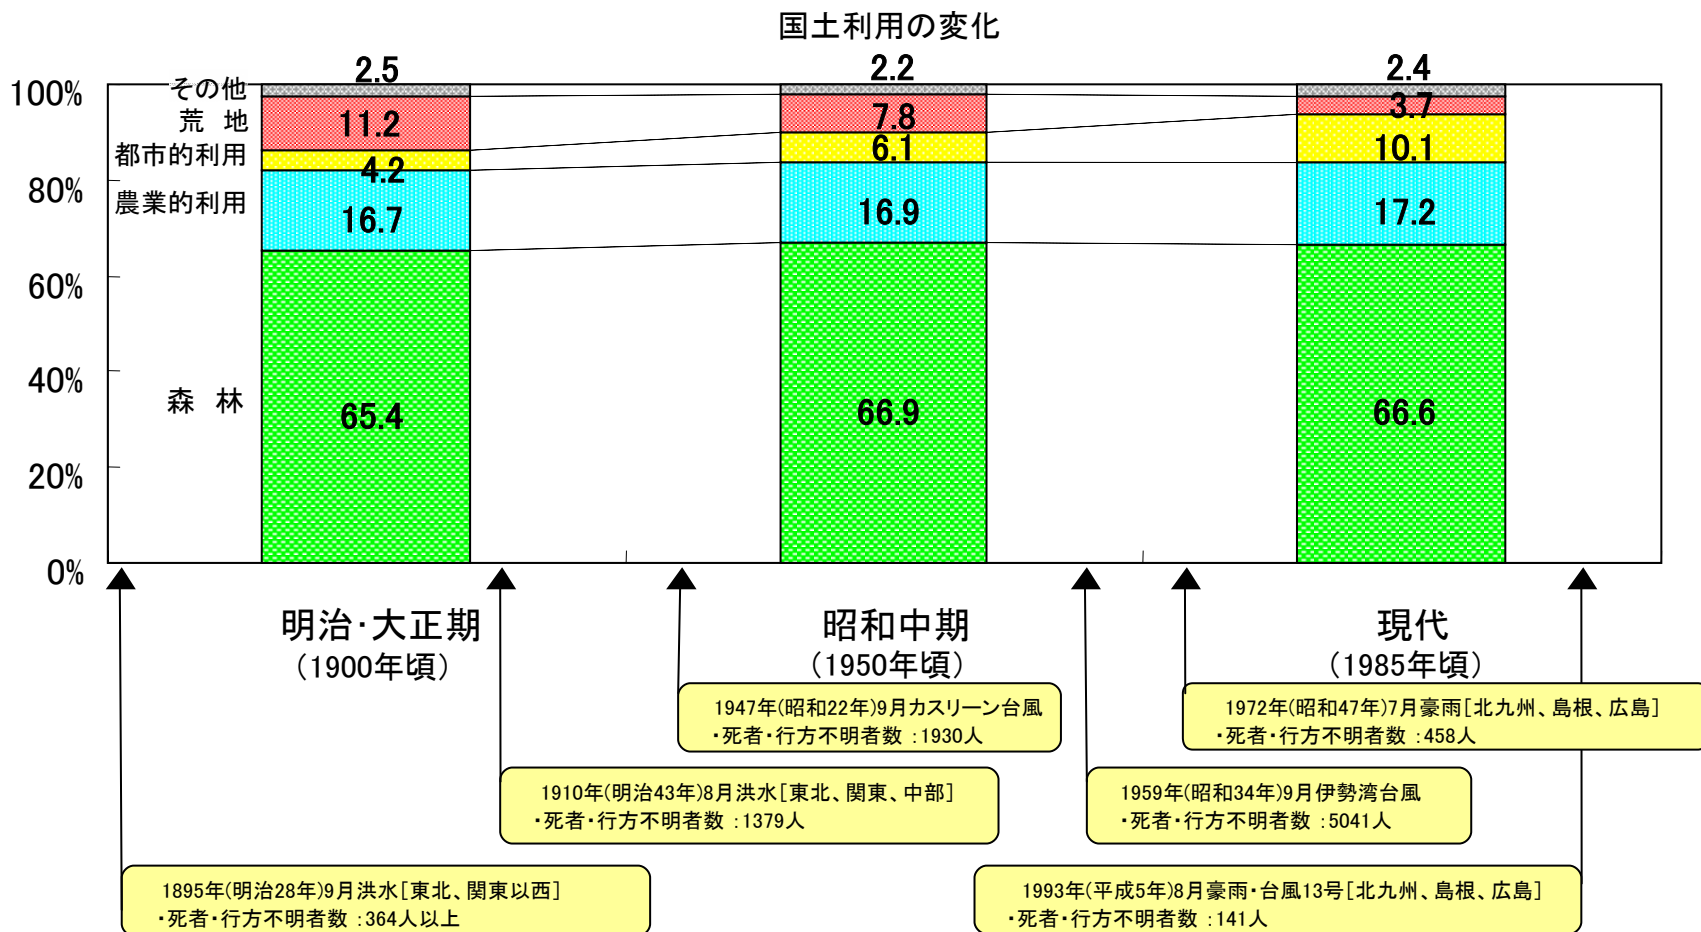 国土利用の変化
100%
80%
60%
40%
20%
0%
その他
荒 地
都市的利用
農業的利用
森 林
2.5
11.2
4.2
16.7
65.4
2.2
7.8
6.1
16.9
66.9
2.4
3.7
10.1
17.2
66.6
明治・大正期
（1900年頃）
昭和中期
（1950年頃）
現代
（1985年頃）
1947年(昭和22年)9月カスリーン台風
・死者・行方不明者数 ：1930人
1972年(昭和47年)7月豪雨[北九州、島根、広島]
・死者・行方不明者数 ：458人
1910年(明治43年)8月洪水[東北、関東、中部]
・死者・行方不明者数 ：1379人
1959年(昭和34年)9月伊勢湾台風
・死者・行方不明者数 ：5041人
1895年(明治28年)9月洪水[東北、関東以西]
・死者・行方不明者数 ：364人以上
1993年(平成5年)8月豪雨・台風13号[北九州、島根、広島]
・死者・行方不明者数 ：141人